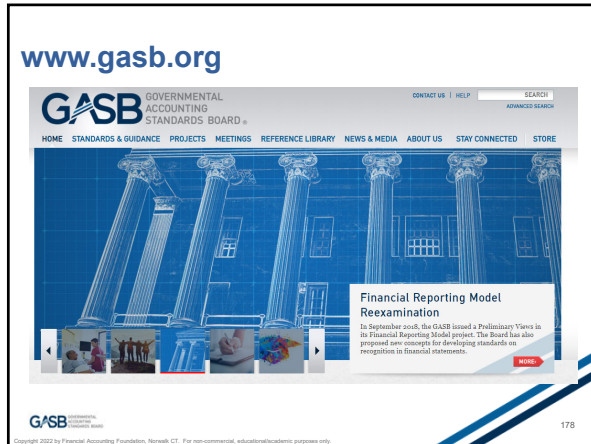 www.gasb.org
GASB GOVERNMENTAL
ACCOUNTING
STANDARDS BOARD ®
CONTACT US | HELP SEARCH
ADVANCED SEARCH
HOME STANDARDS & GUIDANCE PROJECTS MEETINGS REFERENCE LIBRARY NEWS & MEDIA ABOUT US STAY CONNECTED STORE
Financial Reporting Model
Reexamination
In September 2018, the GASB issued a Preliminary Views in
its Financial Reporting Model project. The Board has also
proposed new concepts for developing standards on
recognition in financial statements.
MORE›
GASB GOVERNMENTAL
ACCOUNTING
STANDARDS BOARD
178
Copyright 2022 by Financial Accounting Foundation, Norwalk CT. For non-commercial, educational/academic purposes only.